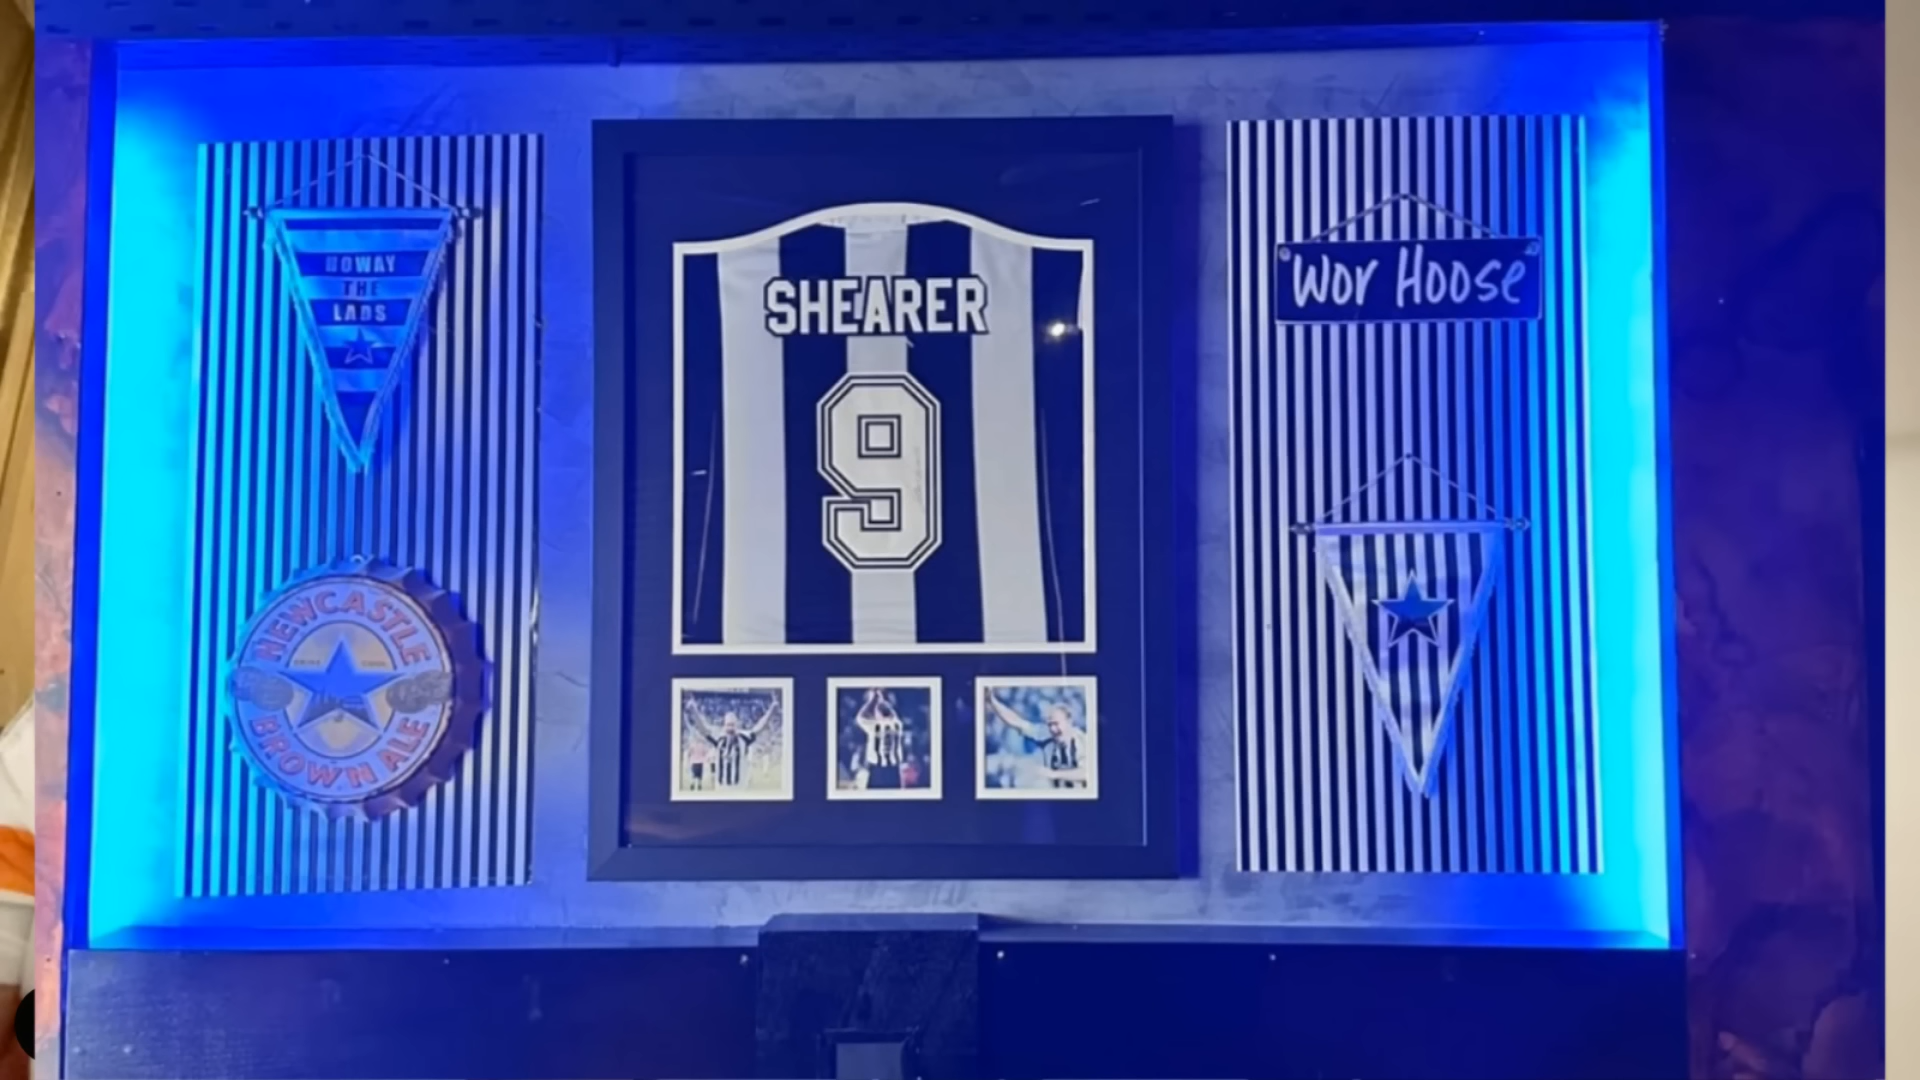 HOWAY
THE
LADS
NEWCASTLE
BROWN ALE
SHEARER
9
Wor Hoose